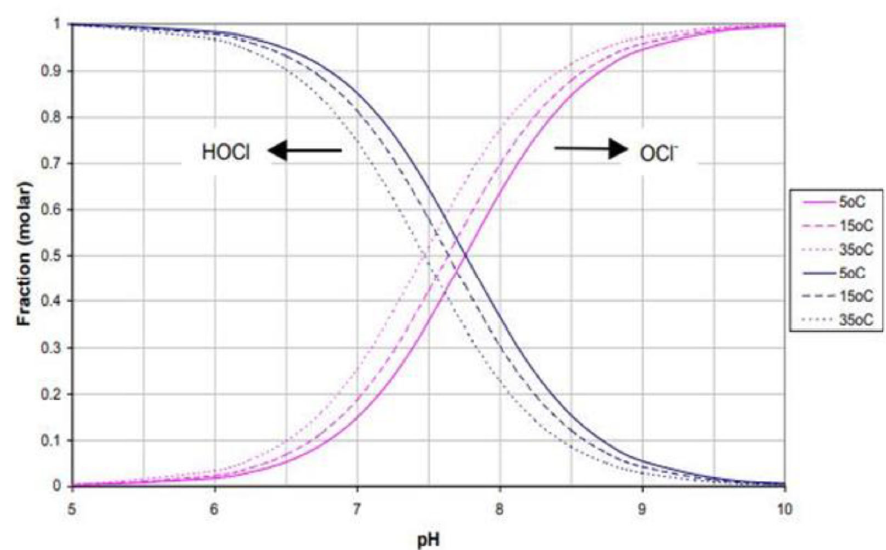 1
0.9
0.8
0.7
0.6
0.5
0.4
0.3
0.2
0.1
0
Fraction (molar)
HOCl
OCl⁻
5oC
15oC
35oC
5oC
15oC
35oC
5 6 7 8 9 10
pH